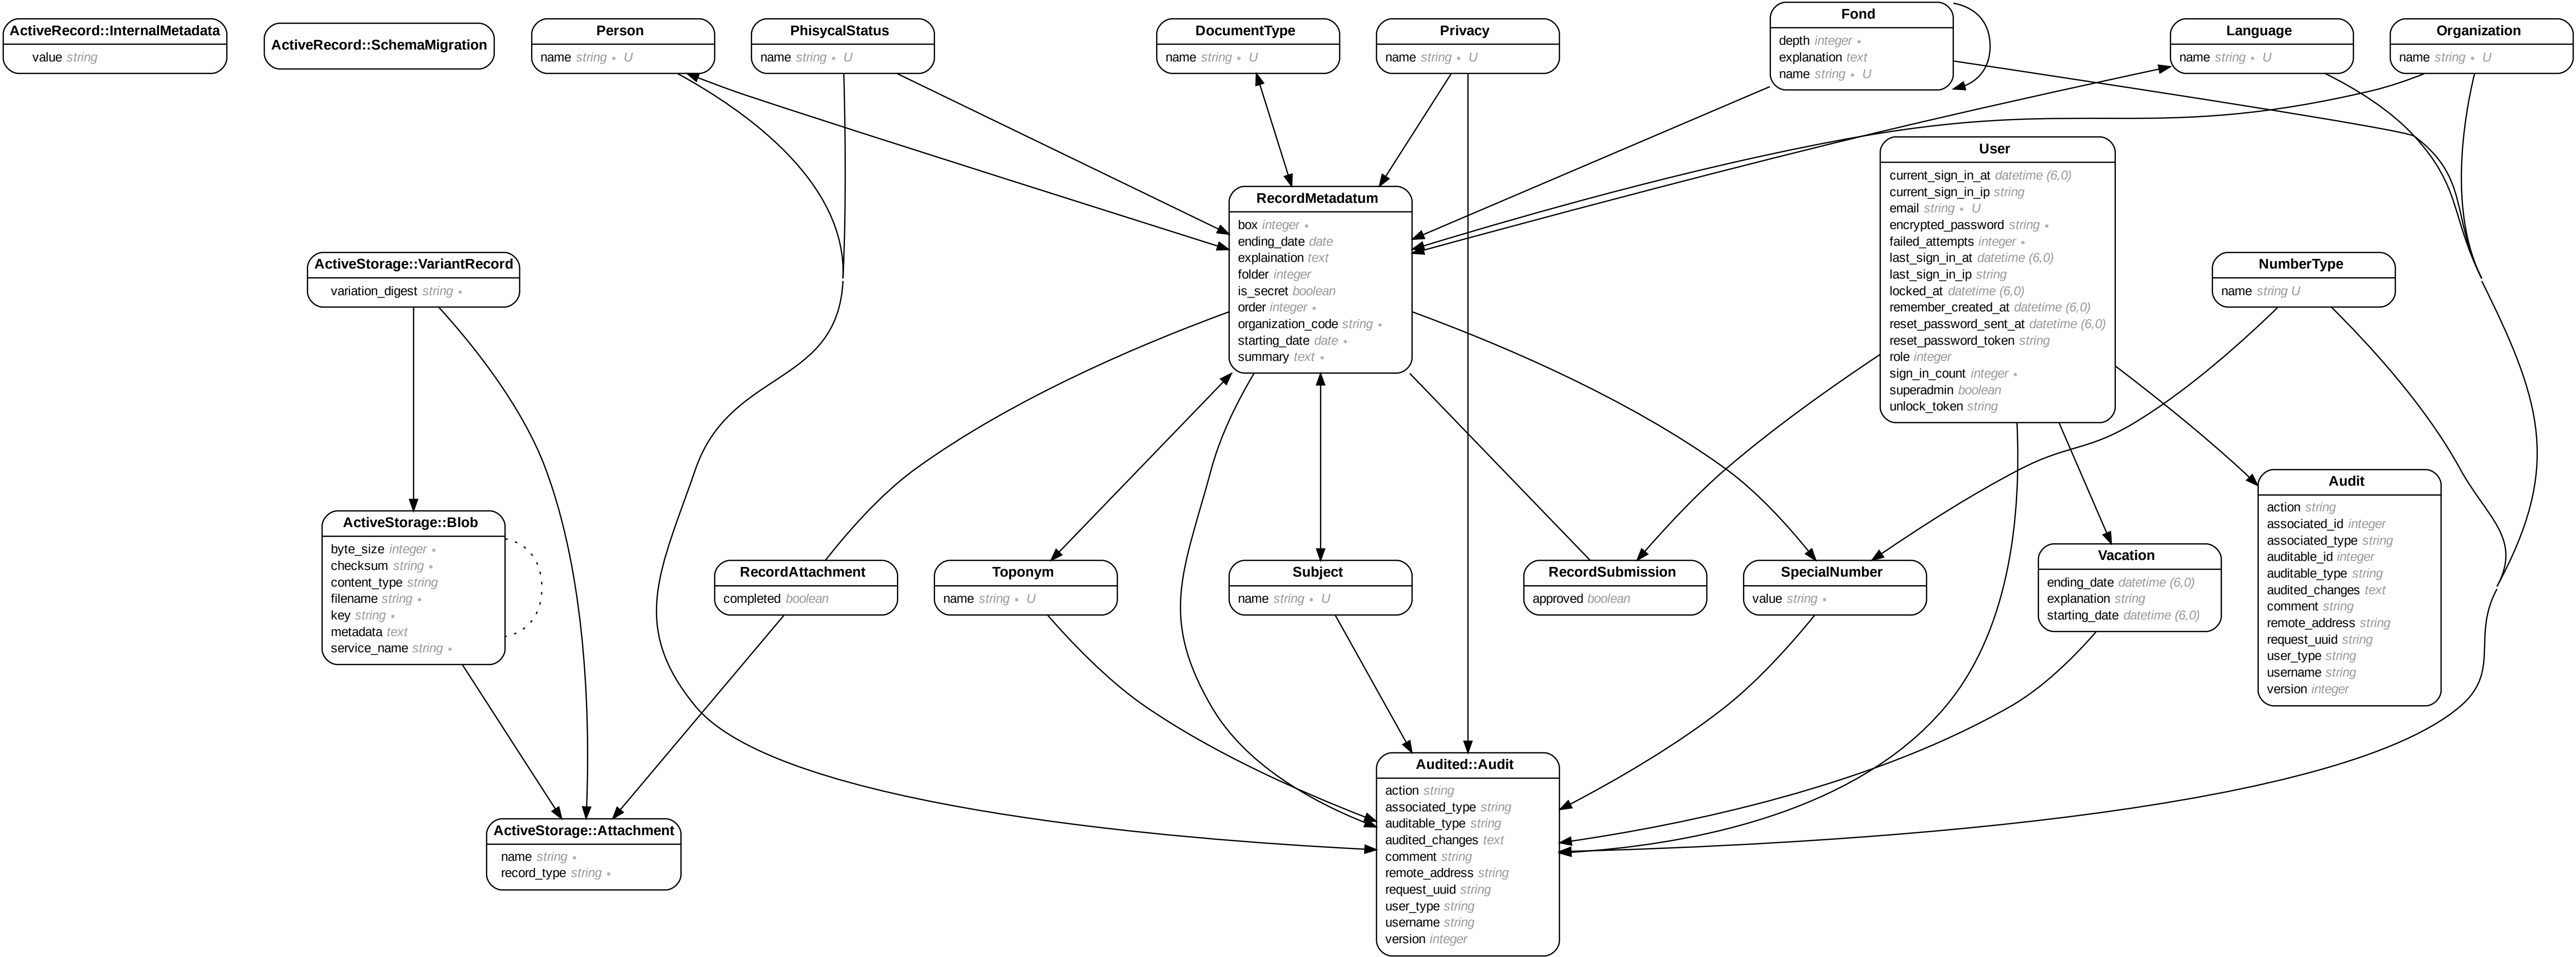 ActiveRecord::InternalMetadata
value string
ActiveRecord::SchemaMigration
Person
name string • U
PhisycalStatus
name string • U
DocumentType
name string • U
Privacy
name string • U
Fond
depth integer •
explanation text
name string • U
Language
name string • U
Organization
name string • U
User
current_sign_in_at datetime (6,0)
current_sign_in_ip string
email string • U
encrypted_password string •
failed_attempts integer •
last_sign_in_at datetime (6,0)
last_sign_in_ip string
locked_at datetime (6,0)
remember_created_at datetime (6,0)
reset_password_sent_at datetime (6,0)
reset_password_token string
role integer
sign_in_count integer •
superadmin boolean
unlock_token string
RecordMetadatum
box integer •
ending_date date
explaination text
folder integer
is_secret boolean
order integer •
organization_code string •
starting_date date •
summary text •
ActiveStorage::VariantRecord
variation_digest string •
NumberType
name string U
ActiveStorage::Blob
byte_size integer •
checksum string •
content_type string
filename string •
key string •
metadata text
service_name string •
RecordAttachment
completed boolean
Toponym
name string • U
Subject
name string • U
RecordSubmission
approved boolean
SpecialNumber
value string •
Vacation
ending_date datetime (6,0)
explanation string
starting_date datetime (6,0)
Audit
action string
associated_id integer
associated_type string
auditable_id integer
auditable_type string
audited_changes text
comment string
remote_address string
request_uuid string
user_type string
username string
version integer
ActiveStorage::Attachment
name string •
record_type string •
Audited::Audit
action string
associated_type string
auditable_type string
audited_changes text
comment string
remote_address string
request_uuid string
user_type string
username string
version integer